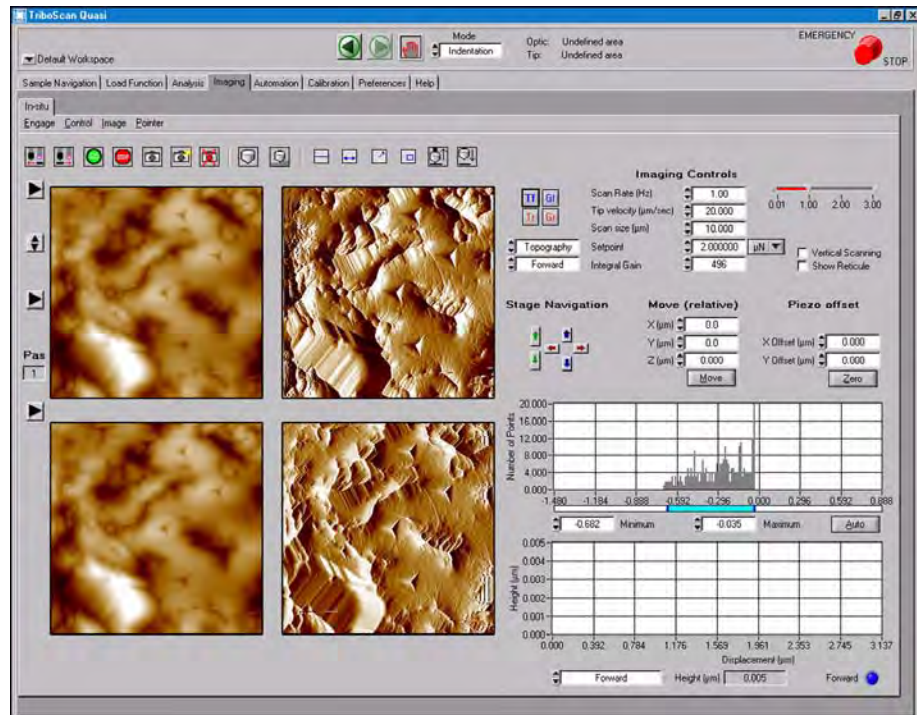 TriboScan Quasi
Default Workspace
Mode
Indentation
Optic: Undefined area
Tip: Undefined area
EMERGENCY
STOP
Sample Navigation Load Function Analysis Imaging Automation Calibration Preferences Help
In-situ
Engage Control Image Pointer
Imaging Controls
Tf Gf
Tr Gr
Scan Rate (Hz) 1.00
Tip velocity (µm/sec) 20.000
Scan size (µm) 10.000
0.01 1.00 2.00 3.00
Topography Setpoint 2.000000 µN
Forward Integral Gain 496
Vertical Scanning
Show Reticule
Stage Navigation
Move (relative)
X (µm) 0.0
Y (µm) 0.0
Z (µm) 0.000
Move
Piezo offset
X Offset (µm) 0.000
Y Offset (µm) 0.000
Zero
Pas
1
Number of Points
20.000
16.000
12.000
8.000
4.000
0.000
-1.480 -1.184 -0.888 -0.592 -0.296 0.000 0.296 0.592 0.888
-0.682 Minimum -0.035 Maximum Auto
Height (µm)
0.005
0.004
0.003
0.002
0.001
0.000
0.000 0.392 0.784 1.176 1.569 1.961 2.353 2.745 3.137
Displacement (µm)
Forward Height (µm) 0.005 Forward